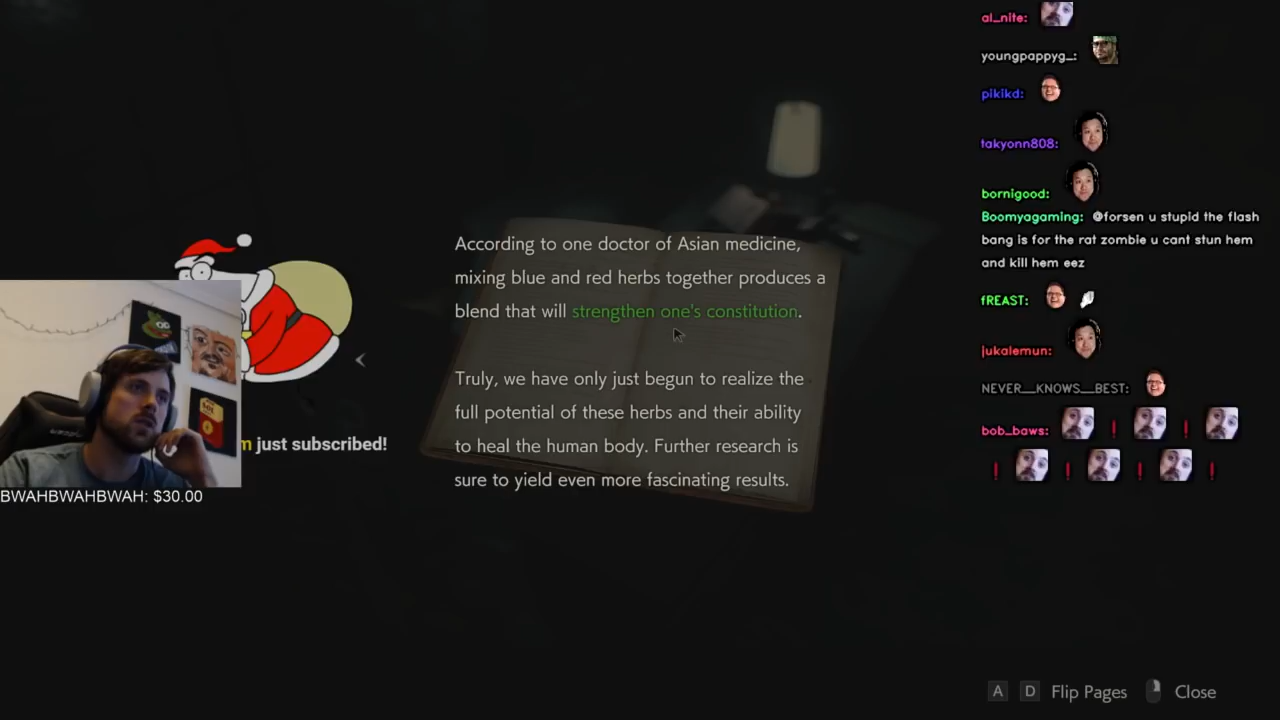 According to one doctor of Asian medicine,
mixing blue and red herbs together produces a
blend that will strengthen one's constitution.
Truly, we have only just begun to realize the
full potential of these herbs and their ability
to heal the human body. Further research is
sure to yield even more fascinating results.
just subscribed!
BWAHBWAHBWAH: $30.00
al_nite:
youngpappyg_:
pikikd:
takyonn808:
bornigood:
Boomyagaming: @forsen u stupid the flash
bang is for the rat zombie u cant stun hem
and kill hem eez
fREAST:
jukalemun:
NEVER__KNOWS__BEST:
bob_baws:
A D Flip Pages Close